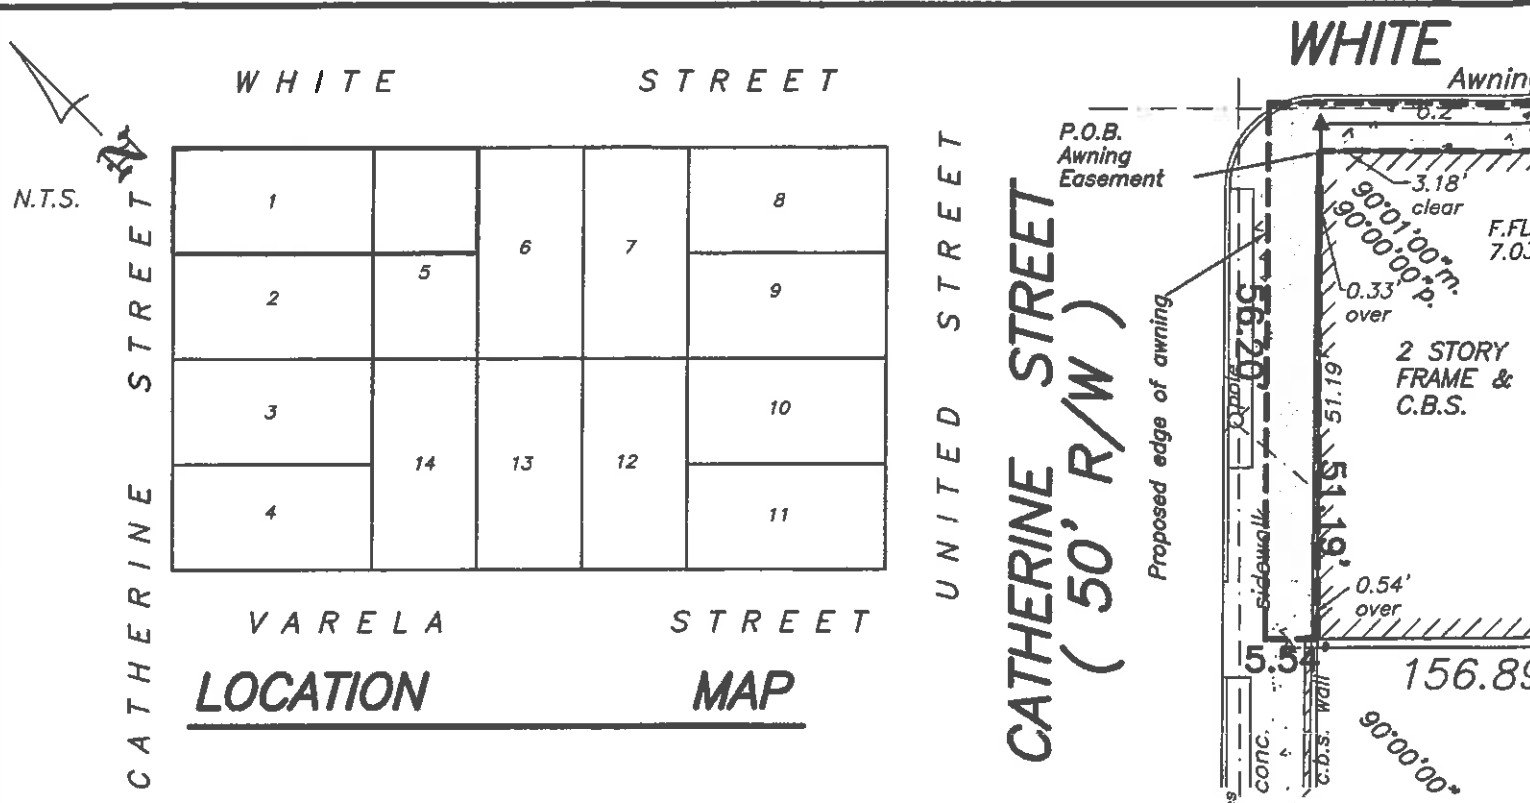 WHITE STREET
N
N.T.S.
CATHERINE STREET
UNITED STREET
1
2
3
4
5
6
7
8
9
10
11
12
13
14
VARELA STREET
LOCATION MAP
WHITE
6.2
P.O.B.
Awning
Easement
3.18'
clear
90°01'00"m.
90°00'00"p.
F.FL
7.03
0.33'
over
CATHERINE STREET
( 50' R/W )
Proposed edge of awning
56.20'
pole
51.19
2 STORY
FRAME &
C.B.S.
51.19'
sidewalk
0.54'
over
5.54
156.89
conc.
c.b.s. wall
90°00'00"